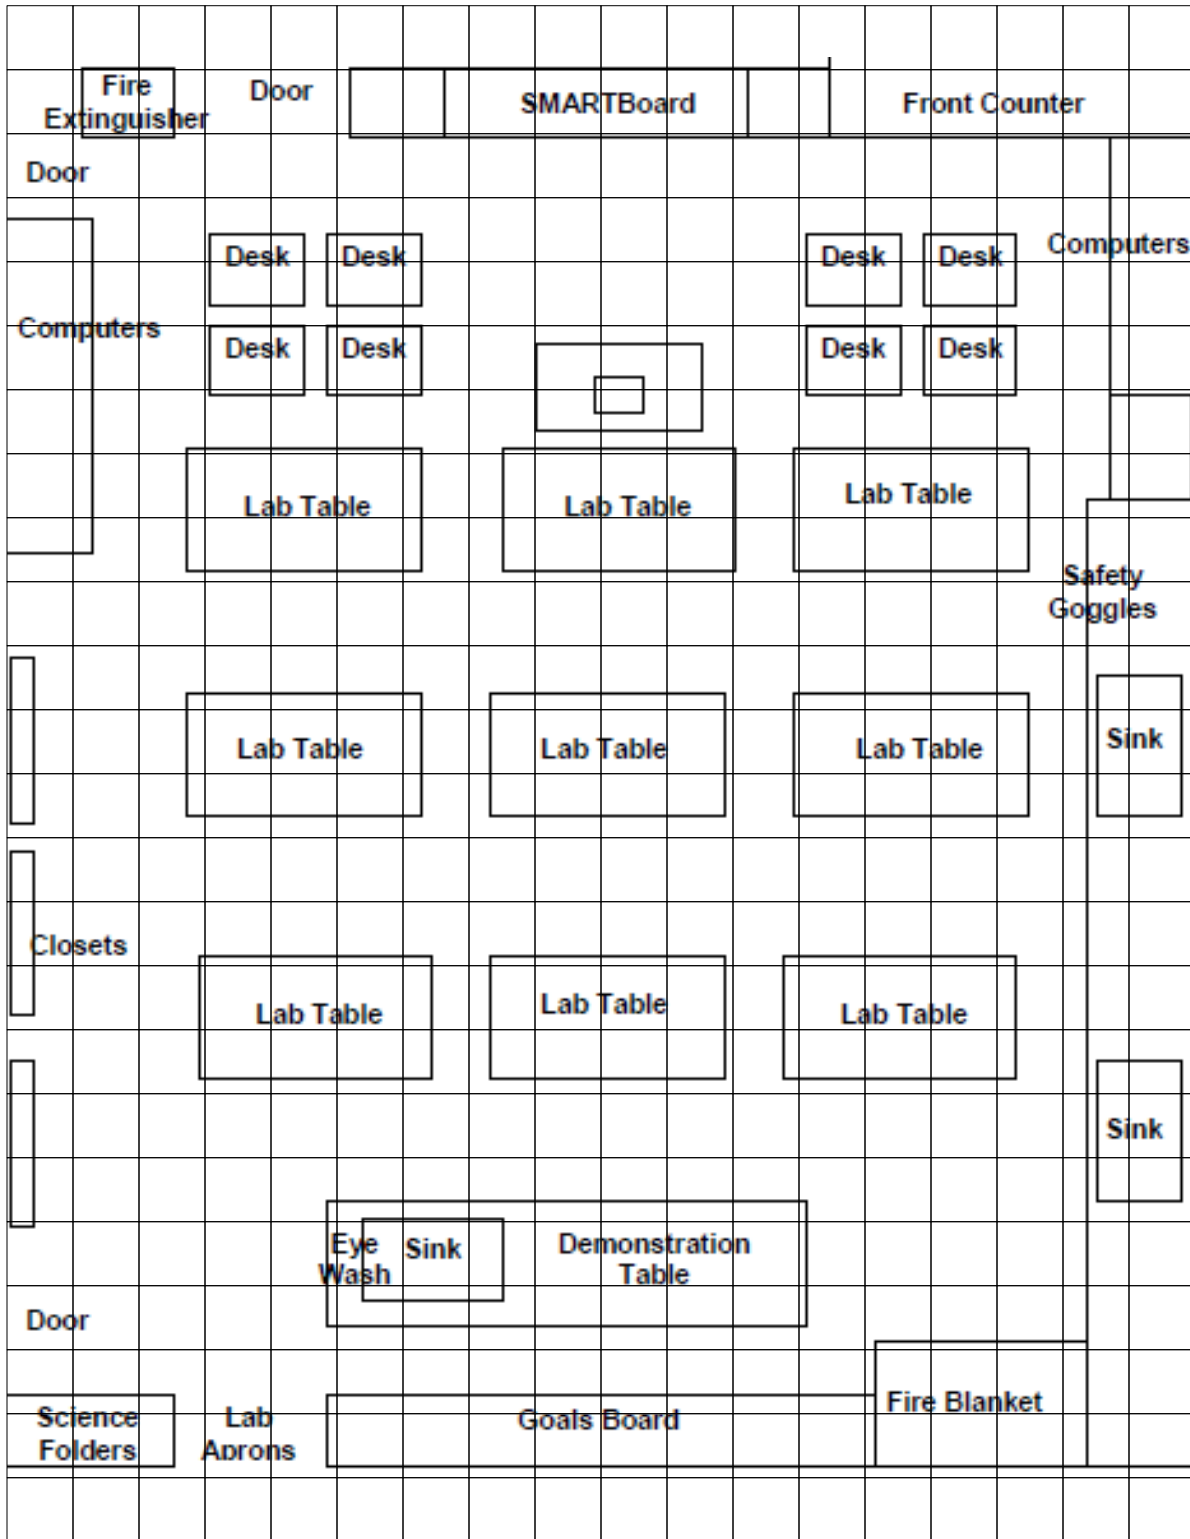 Fire
Extinguisher
Door
SMARTBoard
Front Counter
Door
Desk
Desk
Desk
Desk
Computers
Computers
Desk
Desk
Desk
Desk
Lab Table
Lab Table
Lab Table
Safety
Goggles
Lab Table
Lab Table
Lab Table
Sink
Closets
Lab Table
Lab Table
Lab Table
Sink
Eye
Wash
Sink
Demonstration
Table
Door
Science
Folders
Lab
Aprons
Goals Board
Fire Blanket